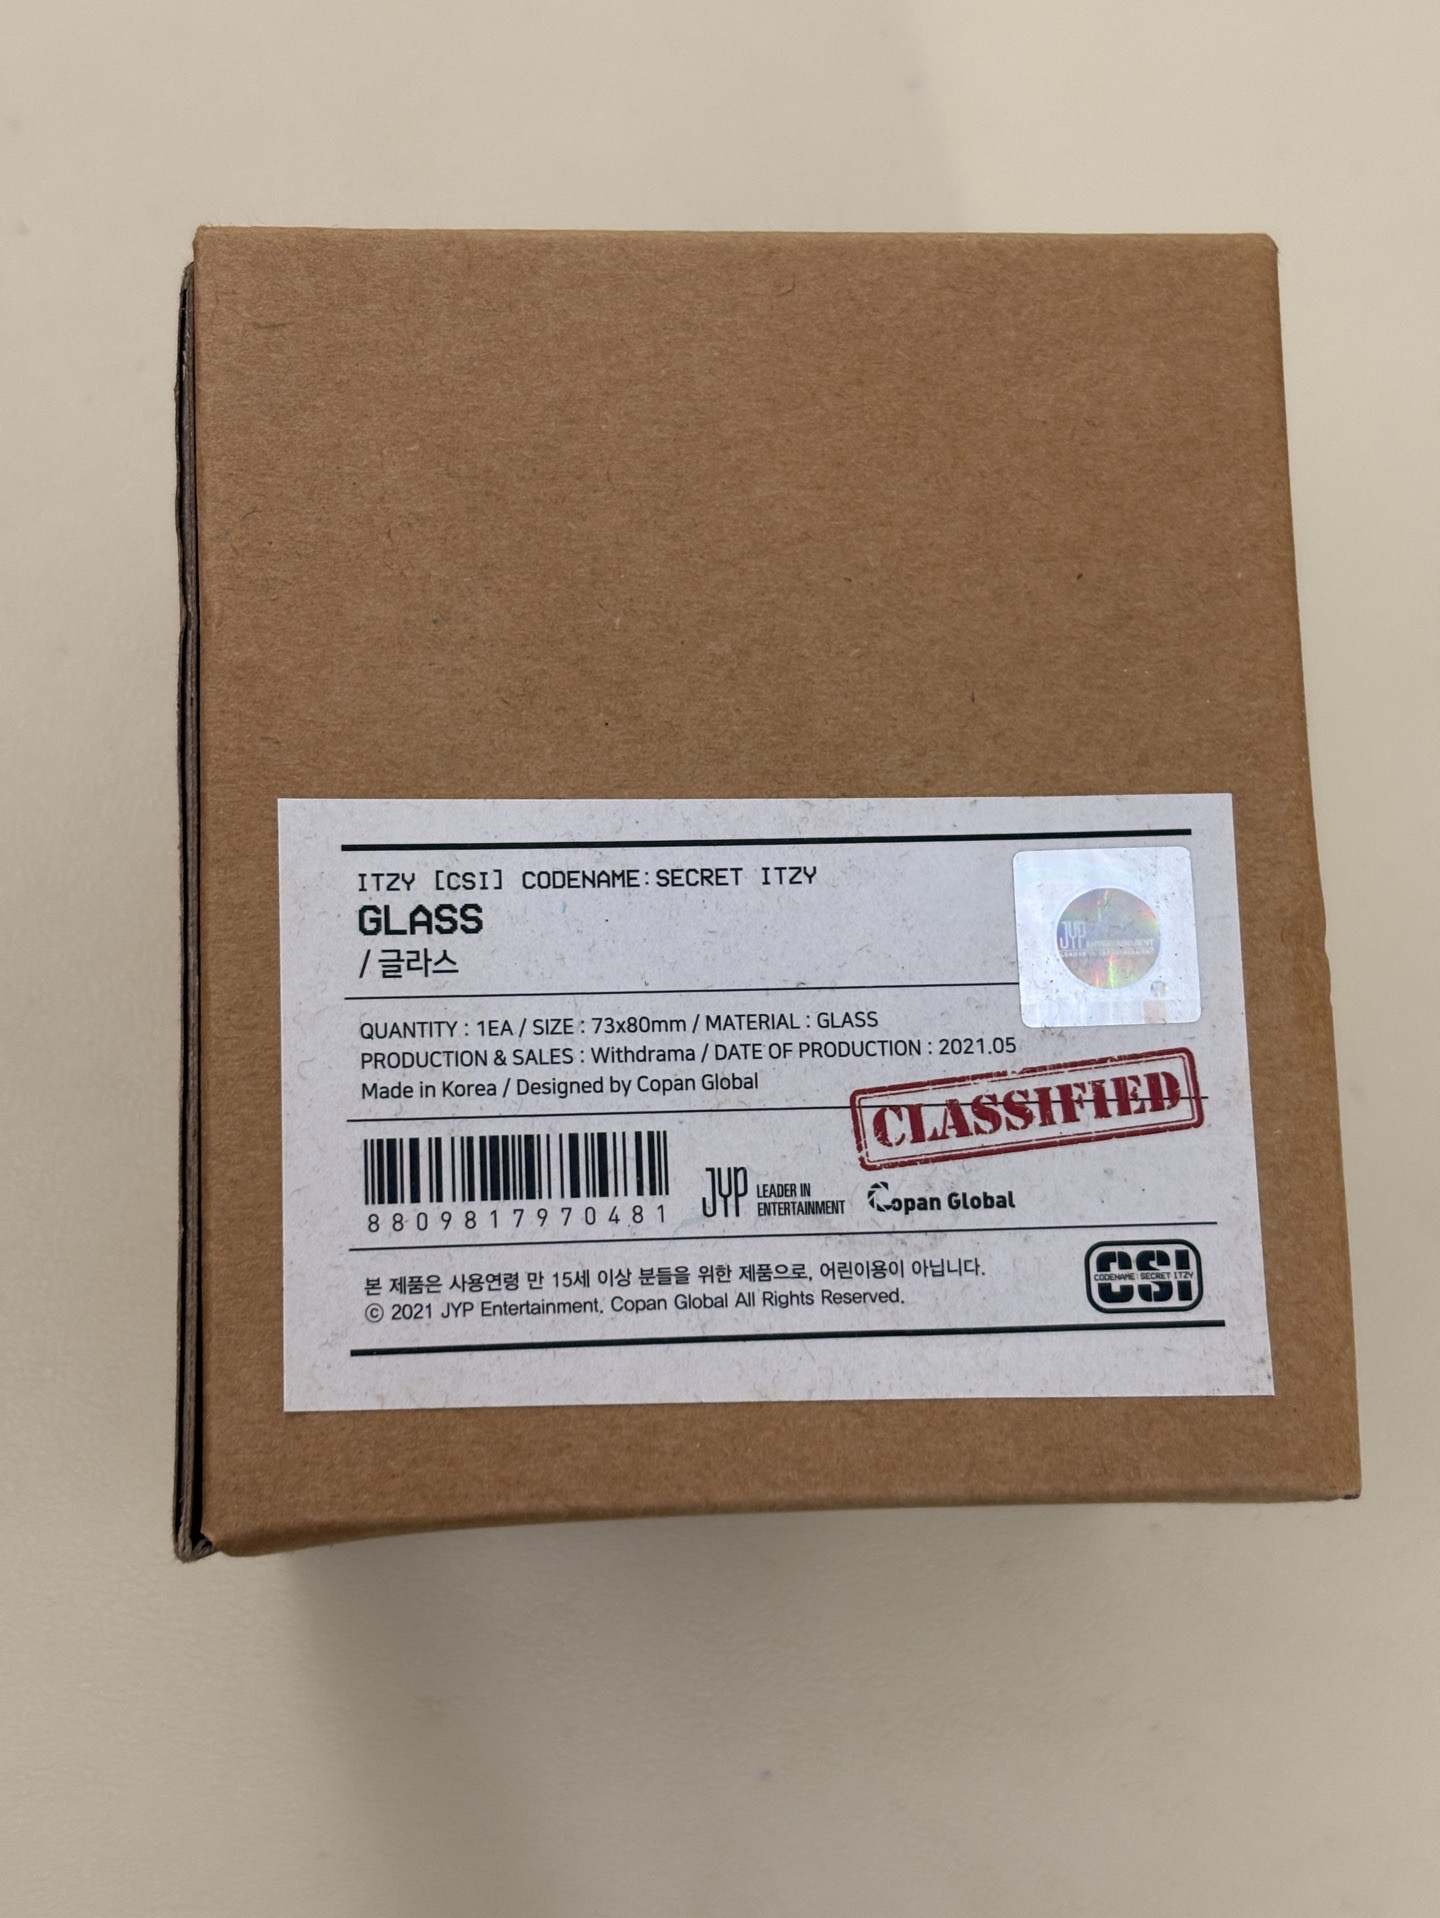 ITZY [CSI] CODENAME:SECRET ITZY
GLASS
/ 글라스
JYP ENTERTAINMENT
QUANTITY : 1EA / SIZE : 73x80mm / MATERIAL : GLASS
PRODUCTION & SALES : Withdrama / DATE OF PRODUCTION : 2021.05
Made in Korea / Designed by Copan Global
CLASSIFIED
8809817970481
JYP LEADER IN
ENTERTAINMENT
Copan Global
본 제품은 사용연령 만 15세 이상 분들을 위한 제품으로, 어린이용이 아닙니다.
ⓒ 2021 JYP Entertainment. Copan Global All Rights Reserved.
CSI
CODENAME:SECRET ITZY